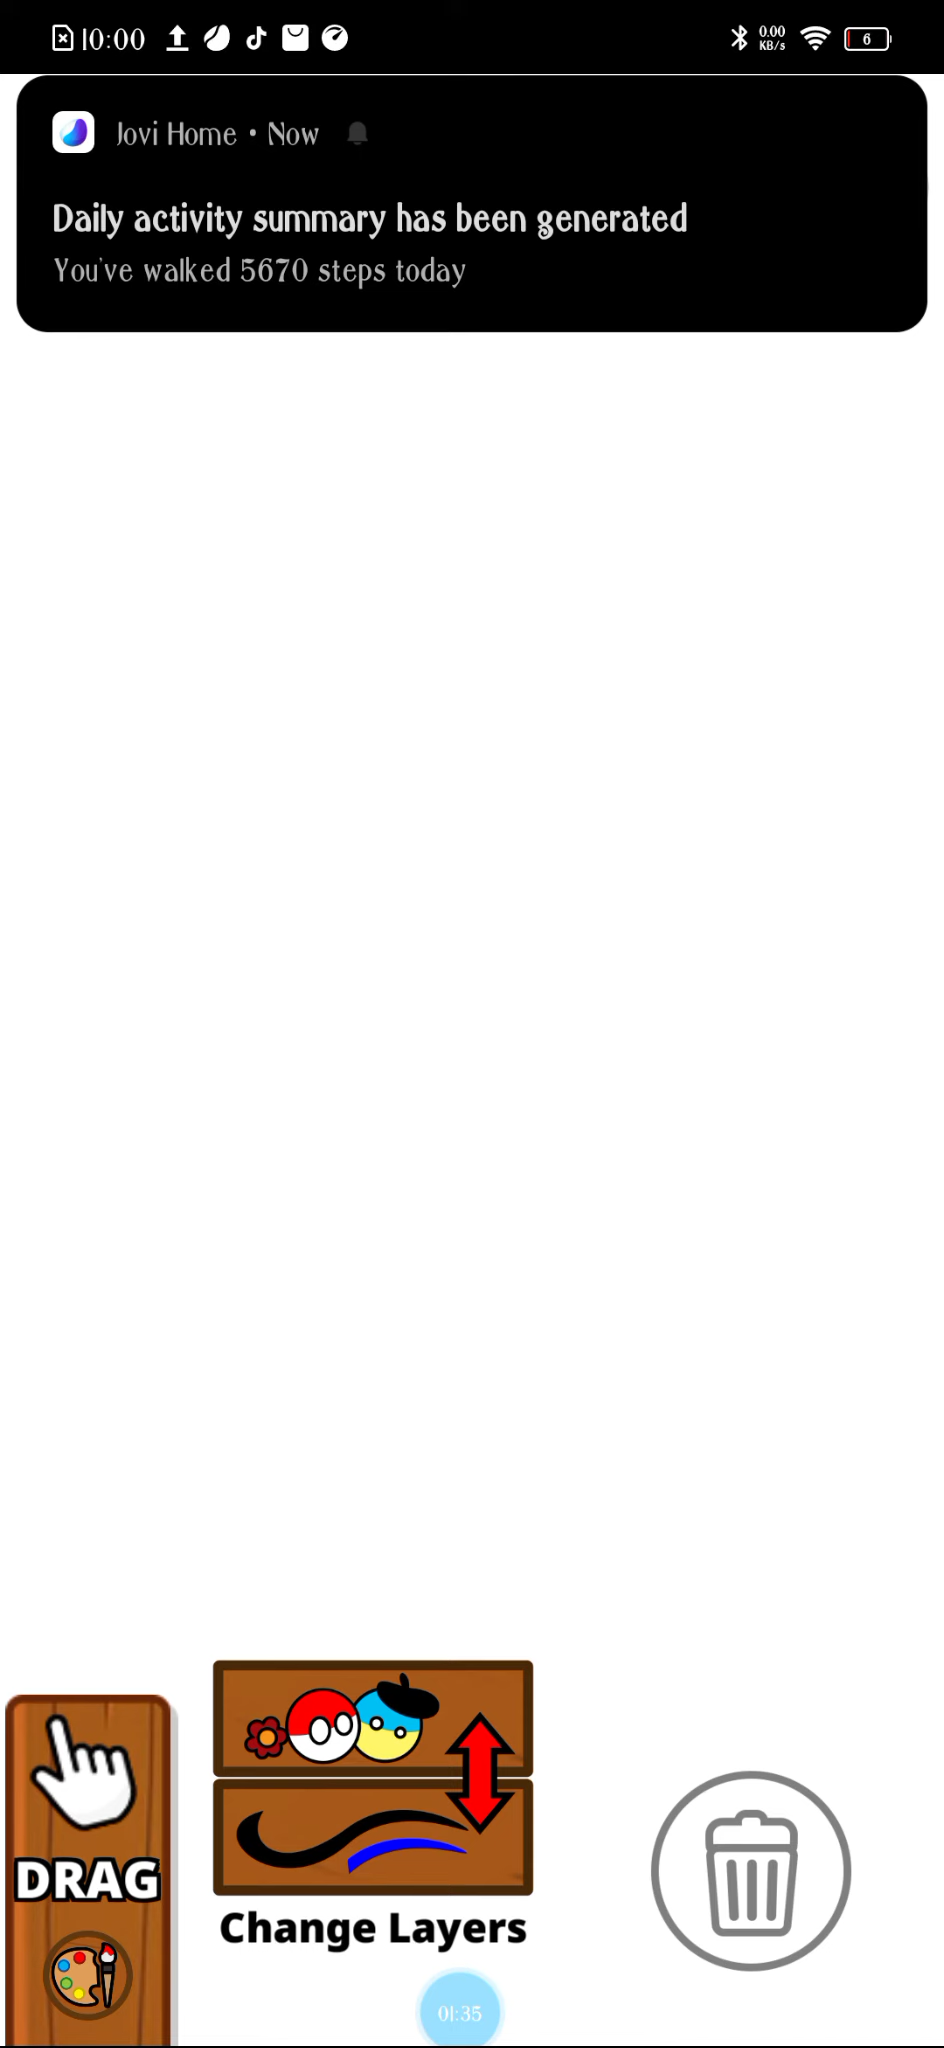 10:00
0.00
KB/s
6
Jovi Home • Now
Daily activity summary has been generated
You've walked 5670 steps today
DRAG
Change Layers
01:35